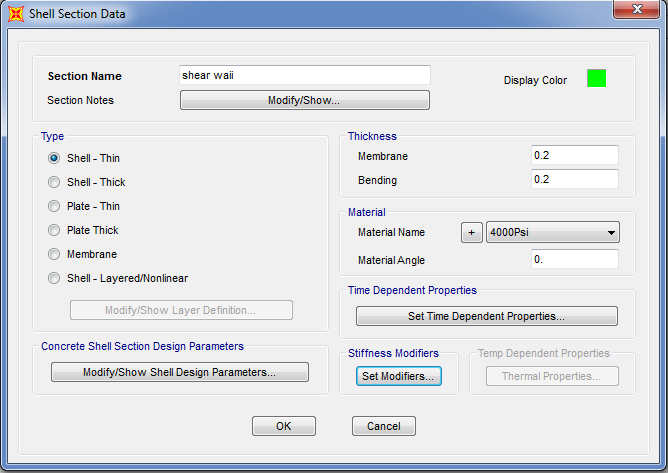 Shell Section Data
Section Name
shear waii
Display Color
Section Notes
Modify/Show...
Type
Shell - Thin
Shell - Thick
Plate - Thin
Plate Thick
Membrane
Shell - Layered/Nonlinear
Modify/Show Layer Definition...
Thickness
Membrane
0.2
Bending
0.2
Material
Material Name
+
4000Psi
Material Angle
0.
Time Dependent Properties
Set Time Dependent Properties...
Concrete Shell Section Design Parameters
Modify/Show Shell Design Parameters...
Stiffness Modifiers
Set Modifiers...
Temp Dependent Properties
Thermal Properties...
OK
Cancel